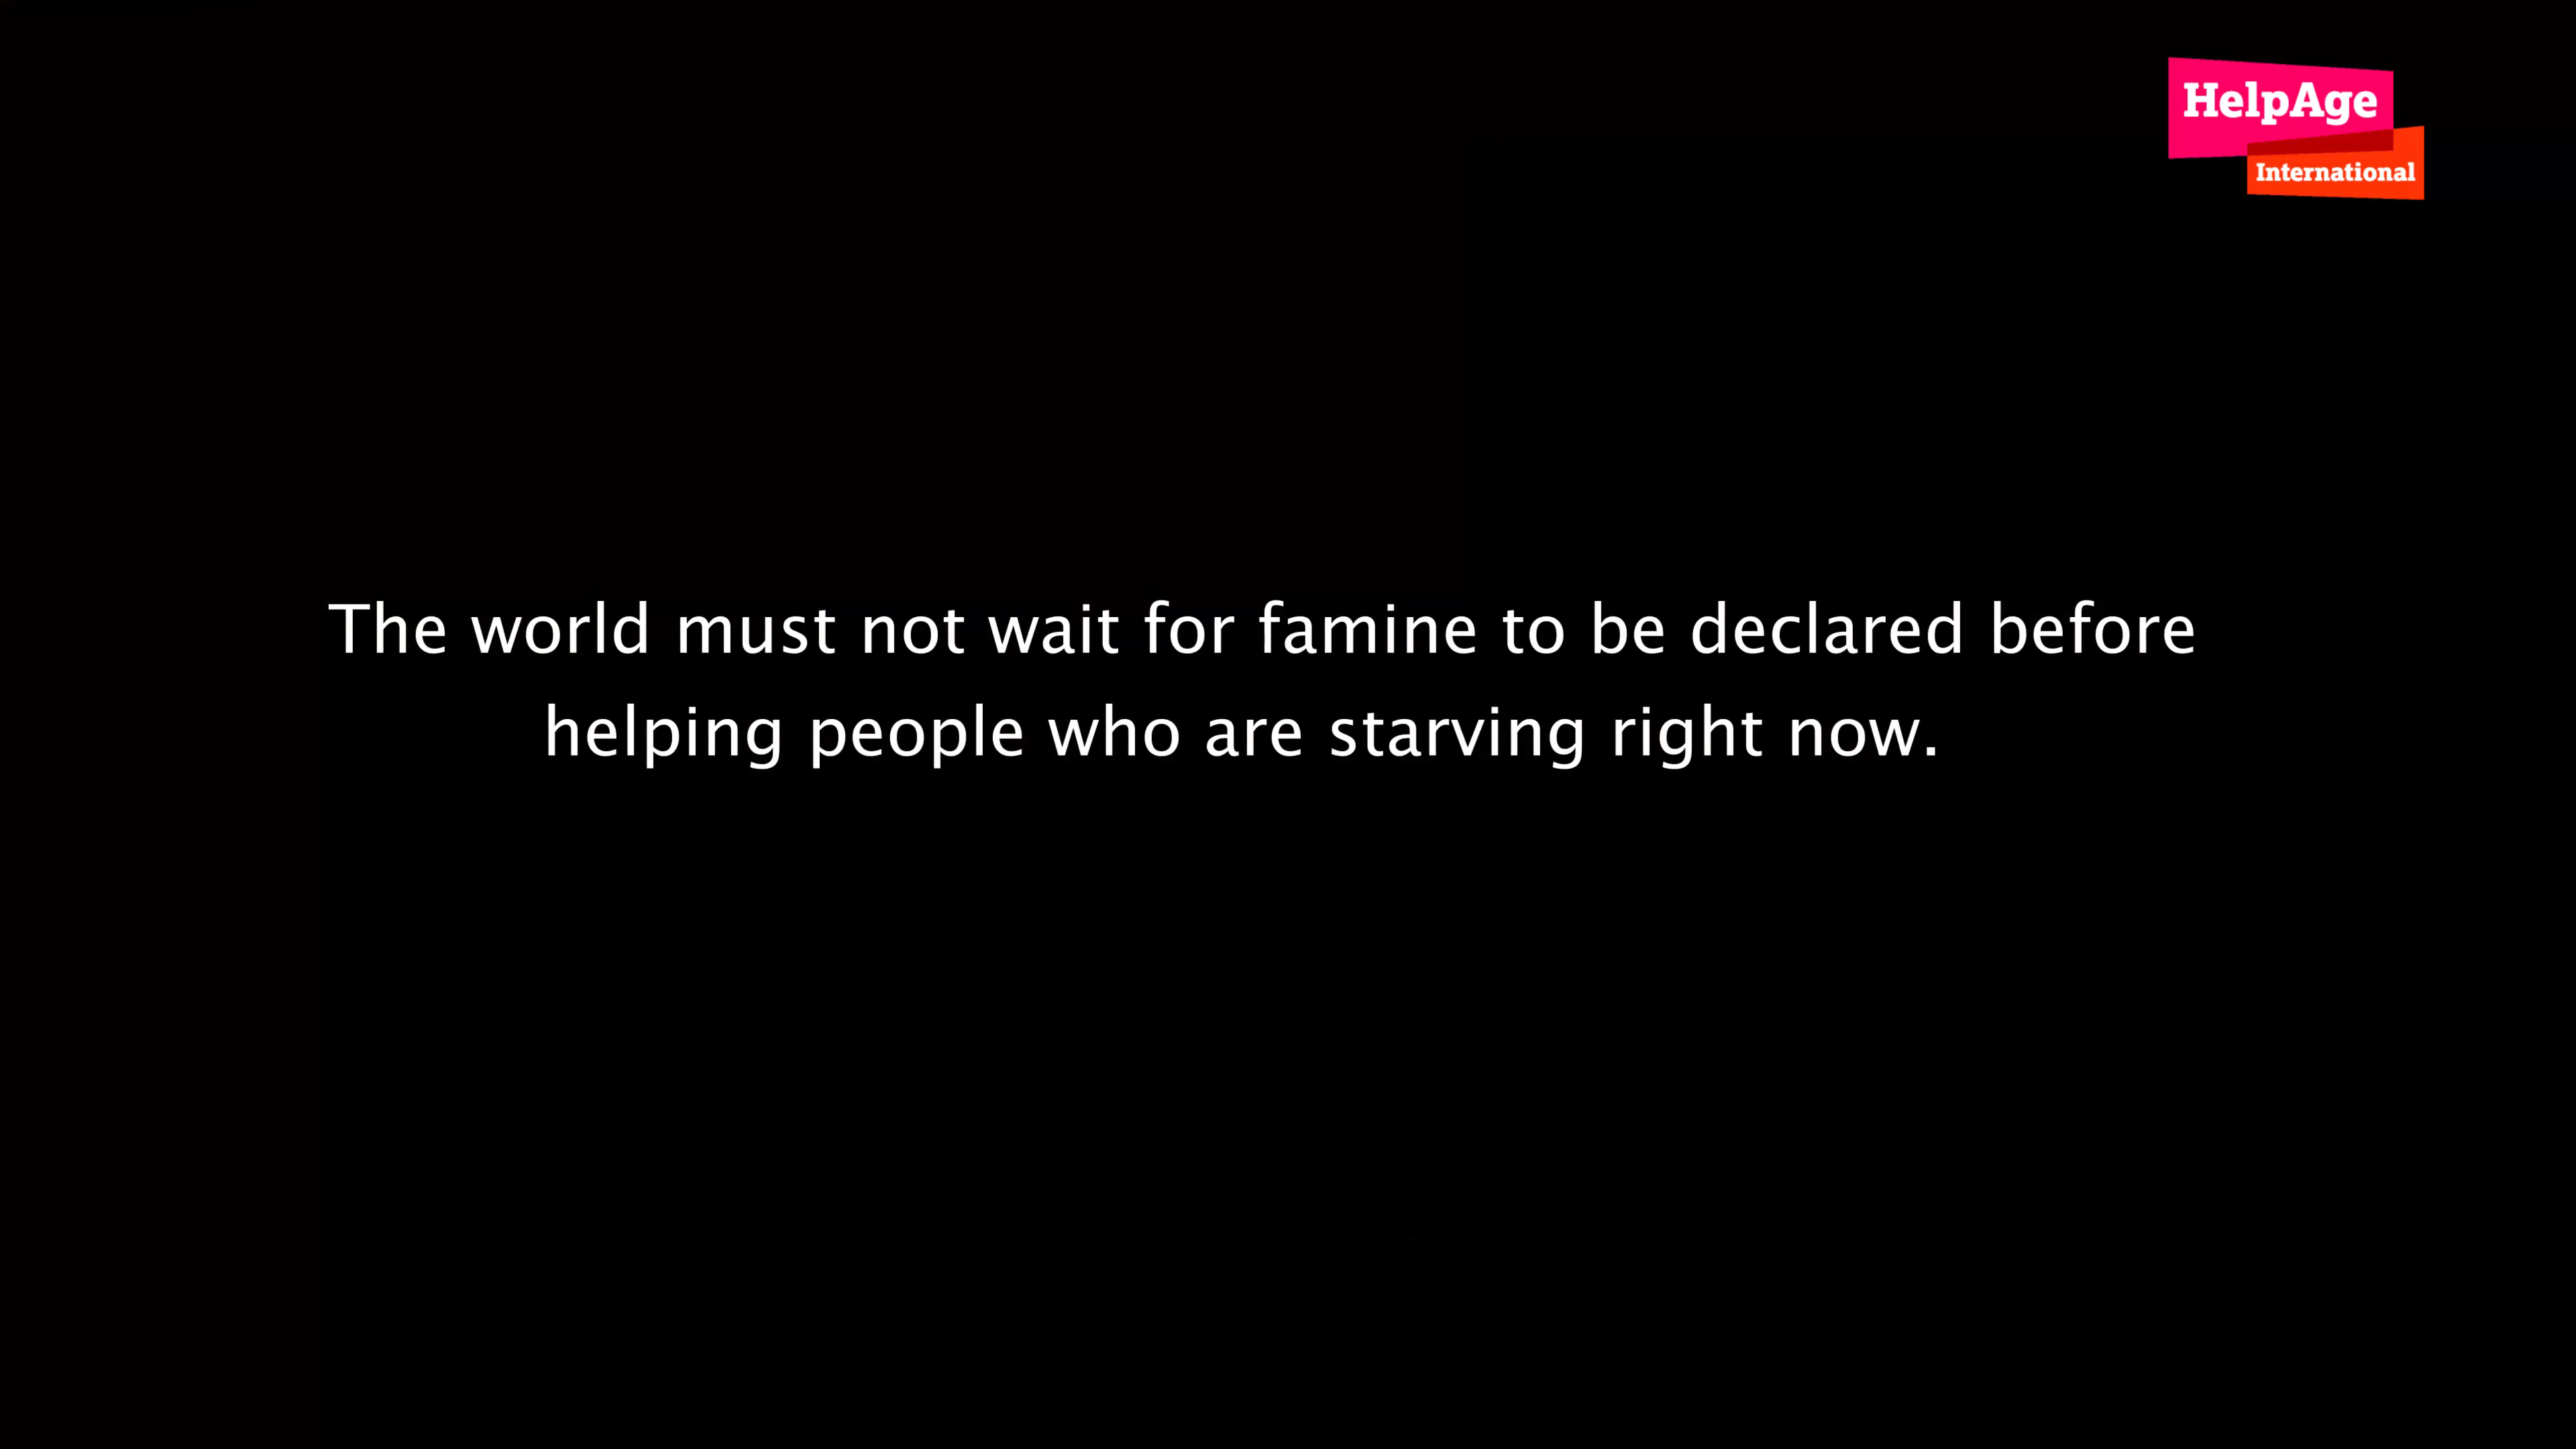 HelpAge
International
The world must not wait for famine to be declared before
helping people who are starving right now.